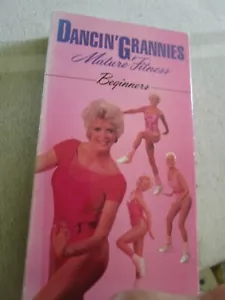 DANCIN' GRANNIES
Mature Fitness
Beginners